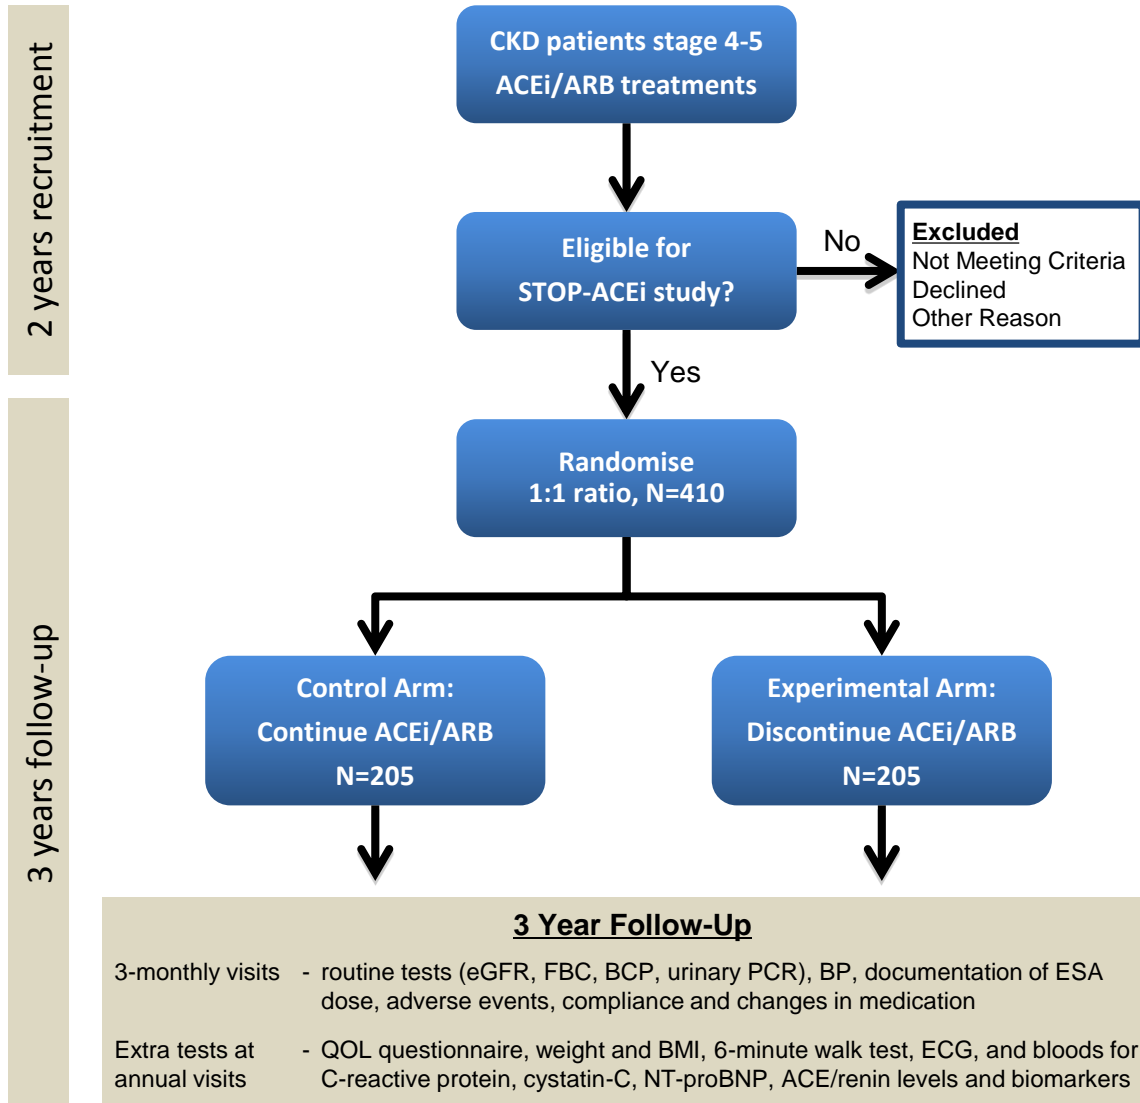 2 years recruitment
CKD patients stage 4-5
ACEi/ARB treatments
Eligible for
STOP-ACEi study?
No
Excluded
Not Meeting Criteria
Declined
Other Reason
Yes
3 years follow-up
Randomise
1:1 ratio, N=410
Control Arm:
Continue ACEi/ARB
N=205
Experimental Arm:
Discontinue ACEi/ARB
N=205
3 Year Follow-Up
3-monthly visits - routine tests (eGFR, FBC, BCP, urinary PCR), BP, documentation of ESA
dose, adverse events, compliance and changes in medication
Extra tests at - QOL questionnaire, weight and BMI, 6-minute walk test, ECG, and bloods for
annual visits C-reactive protein, cystatin-C, NT-proBNP, ACE/renin levels and biomarkers